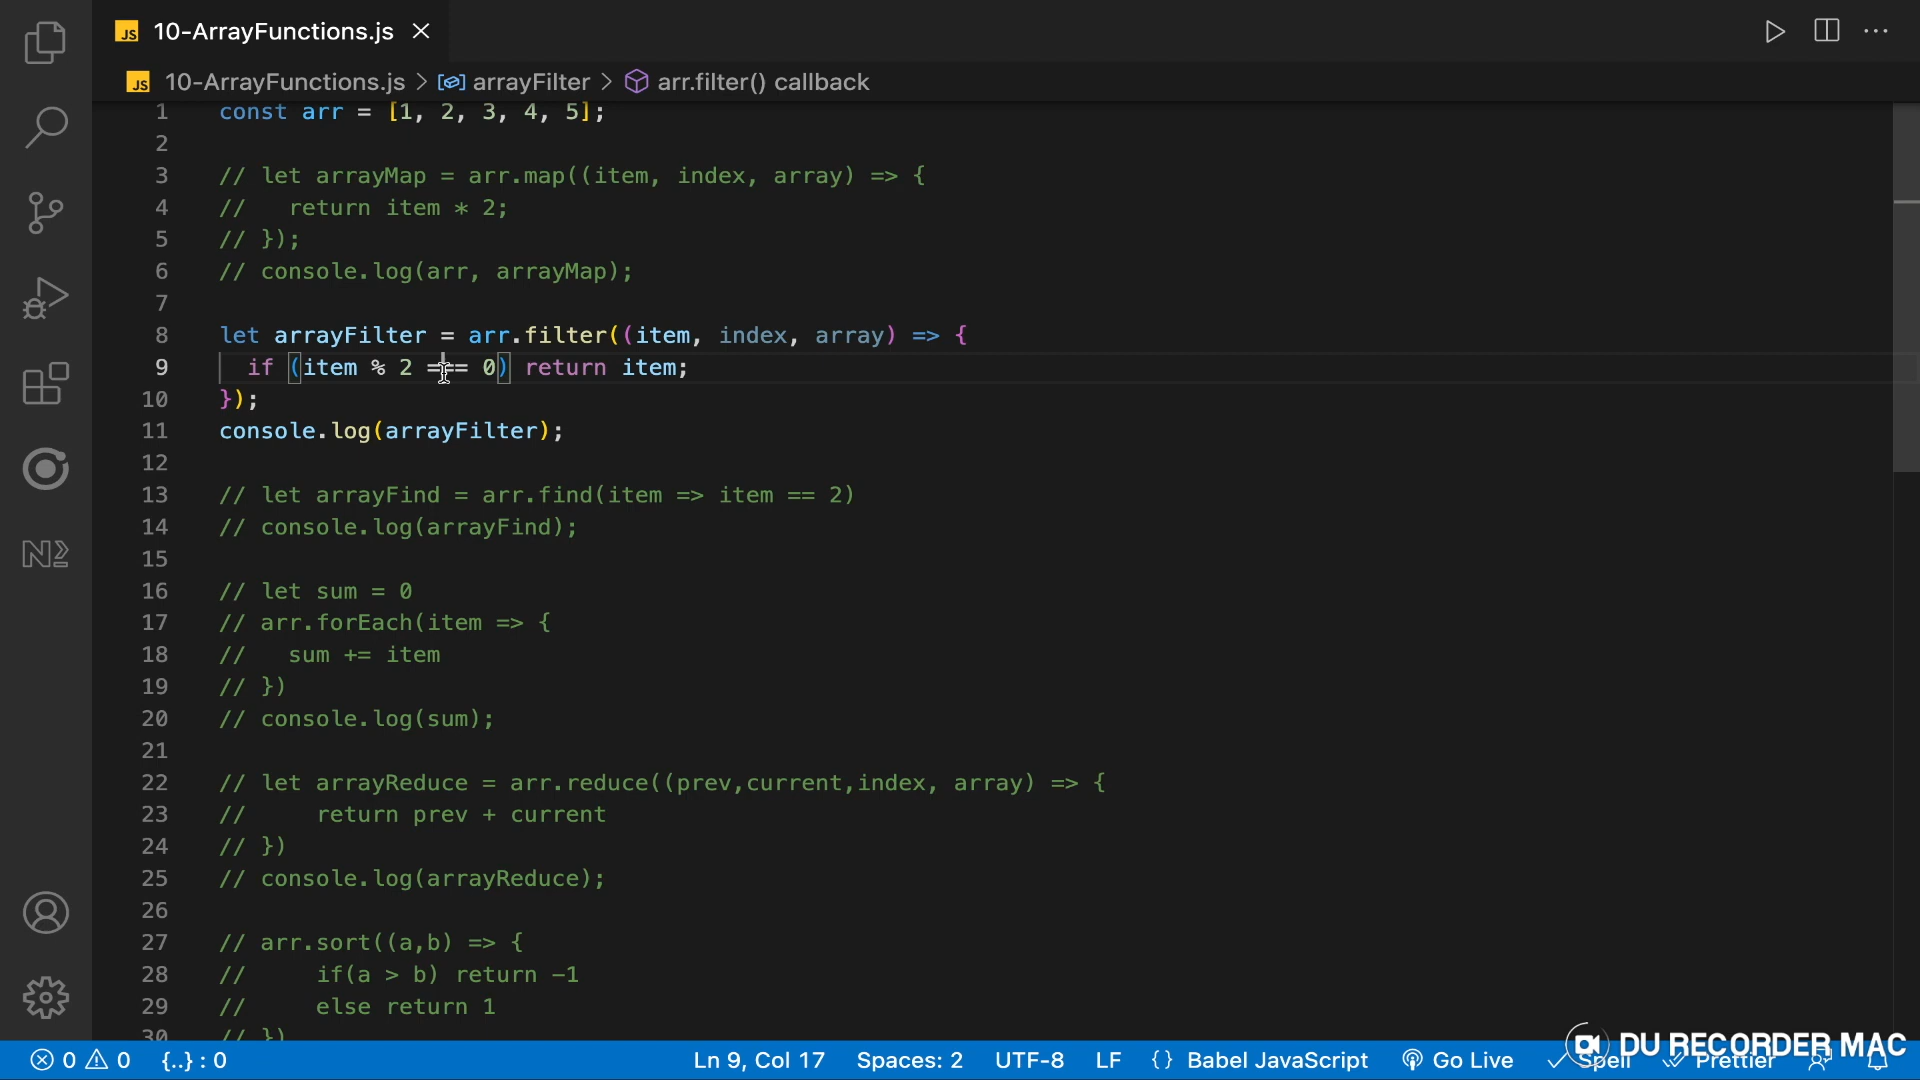 JS 10-ArrayFunctions.js
JS 10-ArrayFunctions.js > arrayFilter > arr.filter() callback
1 const arr = [1, 2, 3, 4, 5];
2
3 // let arrayMap = arr.map((item, index, array) => {
4 //   return item * 2;
5 // });
6 // console.log(arr, arrayMap);
7
8 let arrayFilter = arr.filter((item, index, array) => {
9   if (item % 2 === 0) return item;
10 });
11 console.log(arrayFilter);
12
13 // let arrayFind = arr.find(item => item == 2)
14 // console.log(arrayFind);
15
16 // let sum = 0
17 // arr.forEach(item => {
18 //   sum += item
19 // })
20 // console.log(sum);
21
22 // let arrayReduce = arr.reduce((prev,current,index, array) => {
23 //     return prev + current
24 // })
25 // console.log(arrayReduce);
26
27 // arr.sort((a,b) => {
28 //     if(a > b) return -1
29 //     else return 1
30 // })
0 0 {..} : 0 Ln 9, Col 17 Spaces: 2 UTF-8 LF {} Babel JavaScript Go Live Spell Prettier
DU RECORDER MAC